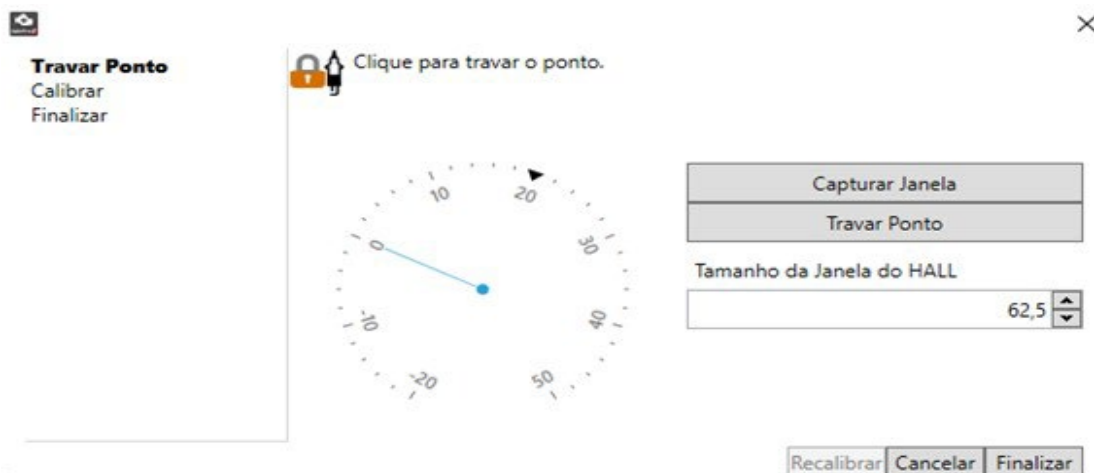 Travar Ponto
Calibrar
Finalizar
Clique para travar o ponto.
-20
-10
0
10
20
30
40
50
Capturar Janela
Travar Ponto
Tamanho da Janela do HALL
62,5
Recalibrar
Cancelar
Finalizar